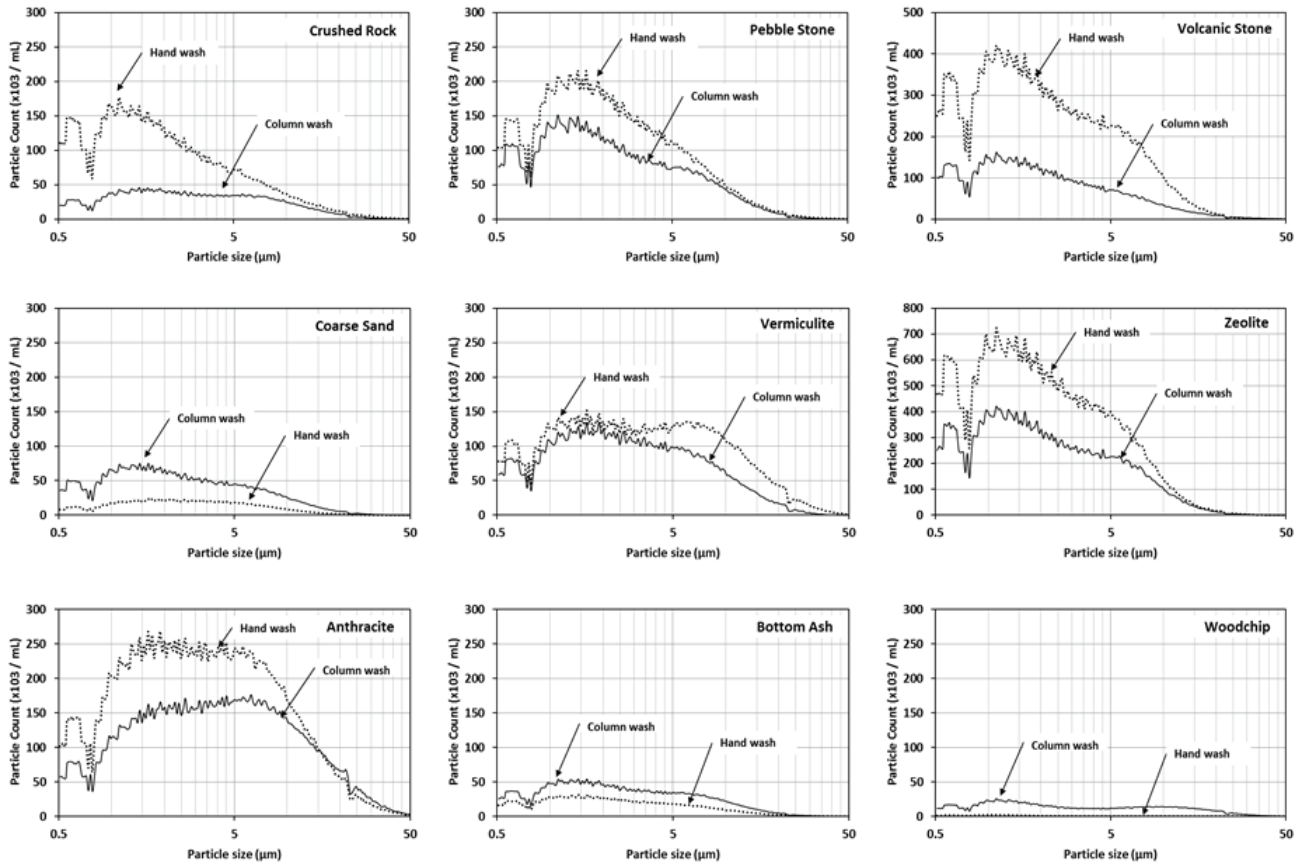 Crushed Rock
Particle Count (x103 / mL)
300
250
200
150
100
50
0
Hand wash
Column wash
0.5
5
50
Particle size (µm)
Pebble Stone
Particle Count (x103 / mL)
300
250
200
150
100
50
0
Hand wash
Column wash
0.5
5
50
Particle size (µm)
Volcanic Stone
Particle Count (x103 / mL)
500
400
300
200
100
0
Hand wash
Column wash
0.5
5
50
Particle size (µm)
Coarse Sand
Particle Count (x103 / mL)
300
250
200
150
100
50
0
Column wash
Hand wash
0.5
5
50
Particle size (µm)
Vermiculite
Particle Count (x103 / mL)
300
250
200
150
100
50
0
Hand wash
Column wash
0.5
5
50
Particle size (µm)
Zeolite
Particle Count (x103 / mL)
800
700
600
500
400
300
200
100
0
Hand wash
Column wash
0.5
5
50
Particle size (µm)
Anthracite
Particle Count (x103 / mL)
300
250
200
150
100
50
0
Hand wash
Column wash
0.5
5
50
Particle size (µm)
Bottom Ash
Particle Count (x103 / mL)
300
250
200
150
100
50
0
Column wash
Hand wash
0.5
5
50
Particle size (µm)
Woodchip
Particle Count (x103 / mL)
300
250
200
150
100
50
0
Column wash
Hand wash
0.5
5
50
Particle size (µm)